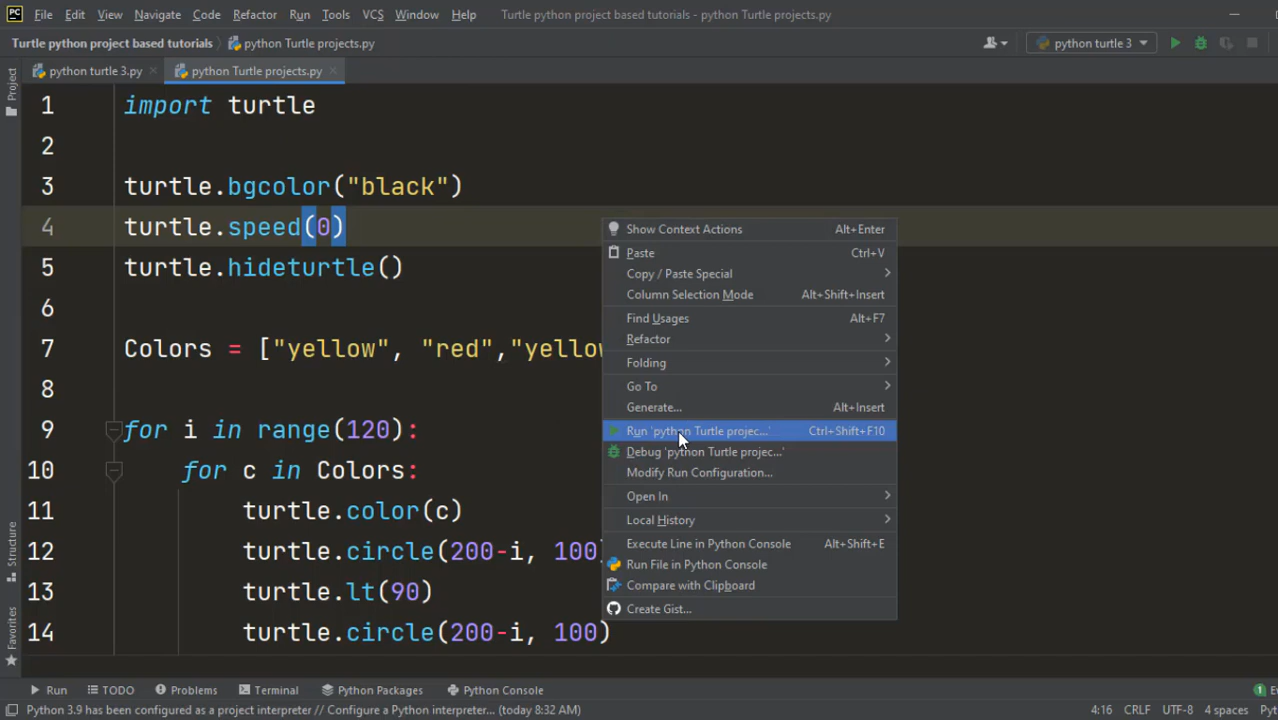 PC File Edit View Navigate Code Refactor Run Tools VCS Window Help Turtle python project based tutorials - python Turtle projects.py
Turtle python project based tutorials python Turtle projects.py python turtle 3
python turtle 3.py python Turtle projects.py
Project
1 import turtle
2
3 turtle.bgcolor("black")
4 turtle.speed(0)
5 turtle.hideturtle()
6
7 Colors = ["yellow", "red","yellow
8
9 for i in range(120):
10 for c in Colors:
11 turtle.color(c)
12 turtle.circle(200-i, 100)
13 turtle.lt(90)
14 turtle.circle(200-i, 100)
Show Context Actions Alt+Enter
Paste Ctrl+V
Copy / Paste Special
Column Selection Mode Alt+Shift+Insert
Find Usages Alt+F7
Refactor
Folding
Go To
Generate... Alt+Insert
Run 'python Turtle projec...' Ctrl+Shift+F10
Debug 'python Turtle projec...'
Modify Run Configuration...
Open In
Local History
Execute Line in Python Console Alt+Shift+E
Run File in Python Console
Compare with Clipboard
Create Gist...
Structure
Favorites
Run TODO Problems Terminal Python Packages Python Console 1
Python 3.9 has been configured as a project interpreter // Configure a Python interpreter... (today 8:32 AM) 4:16 CRLF UTF-8 4 spaces Pyt